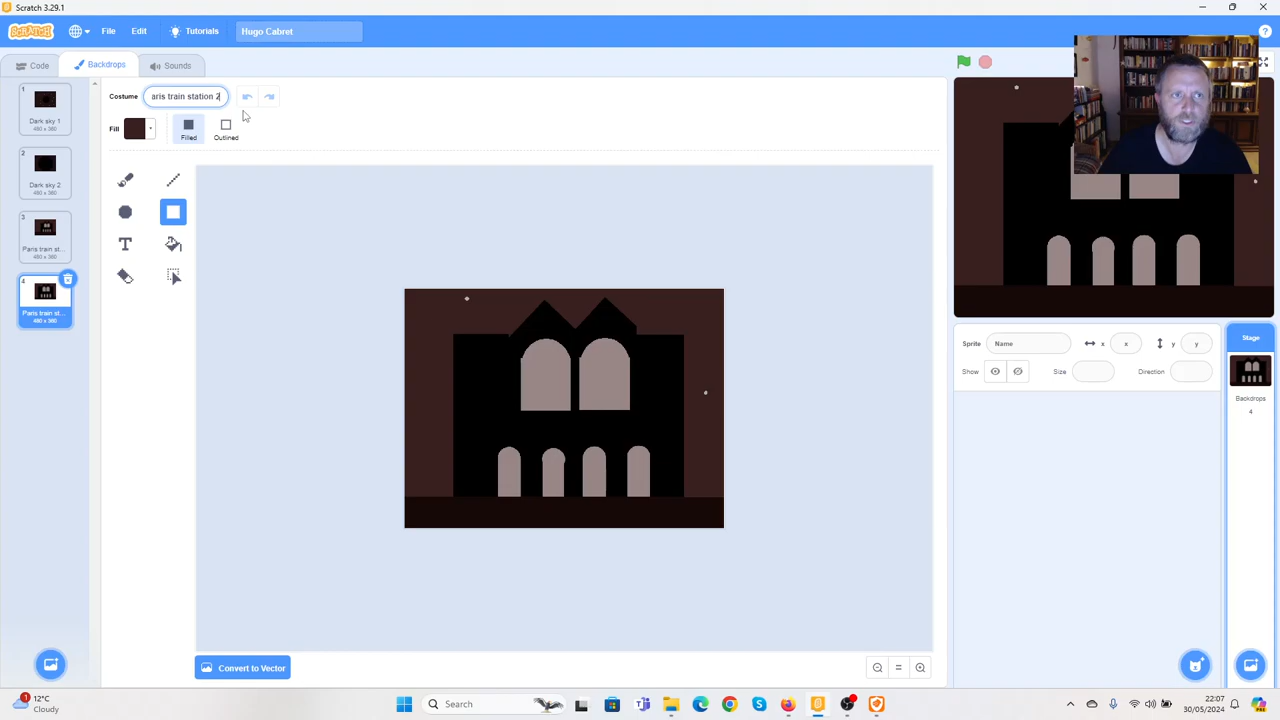 Scratch 3.29.1
SCRATCH File Edit Tutorials Hugo Cabret
Code Backdrops Sounds
Costume aris train station 2
Fill Filled Outlined
1
Dark sky 1
480 x 360
2
Dark sky 2
480 x 360
3
Paris train st...
480 x 360
4
Paris train st...
480 x 360
T
Convert to Vector
Sprite Name x x y y
Show Size Direction
Stage
Backdrops
4
1
12°C
Cloudy
Search
22:07
30/05/2024